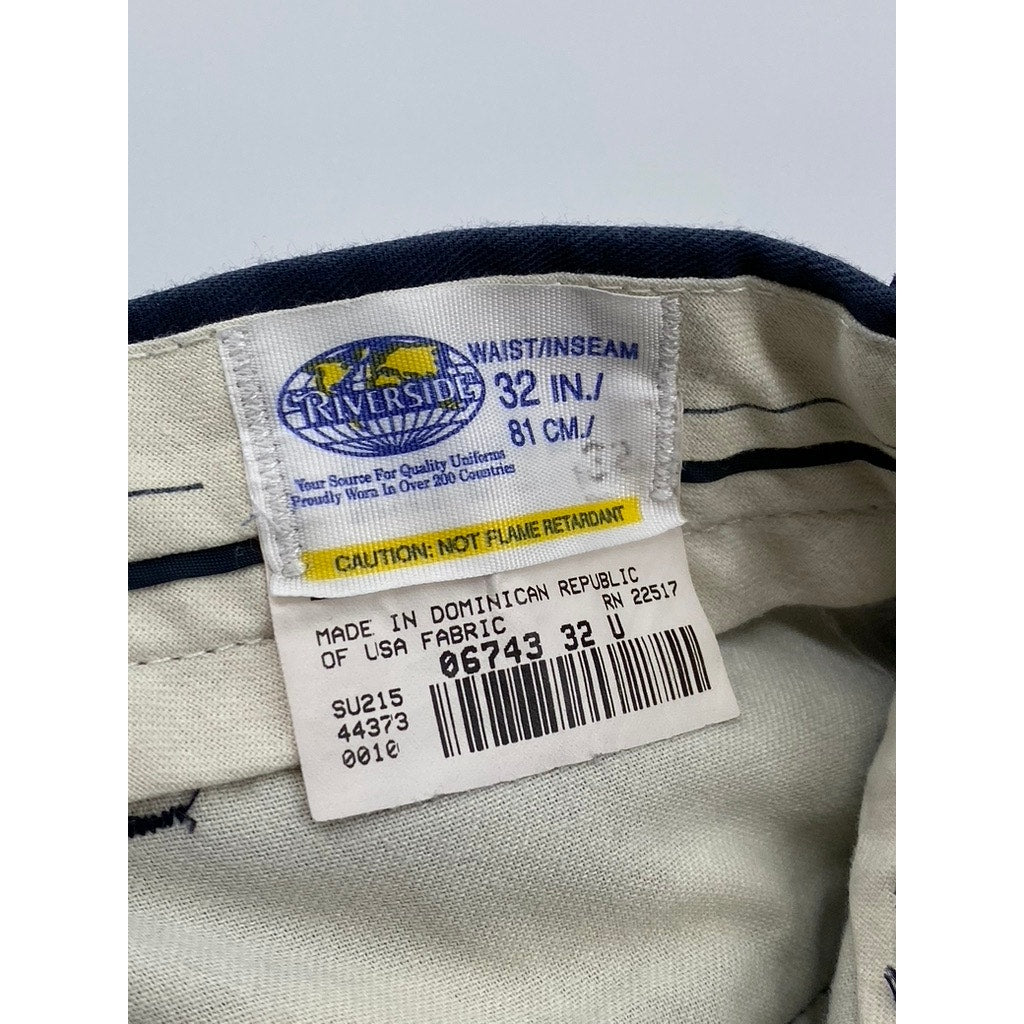 RIVERSIDE
Your Source For Quality Uniforms
Proudly Worn In Over 200 Countries
WAIST/INSEAM
32 IN./
81 CM./
CAUTION: NOT FLAME RETARDANT
MADE IN DOMINICAN REPUBLIC
OF USA FABRIC
RN 22517
06743 32 U
SU215
44373
0010